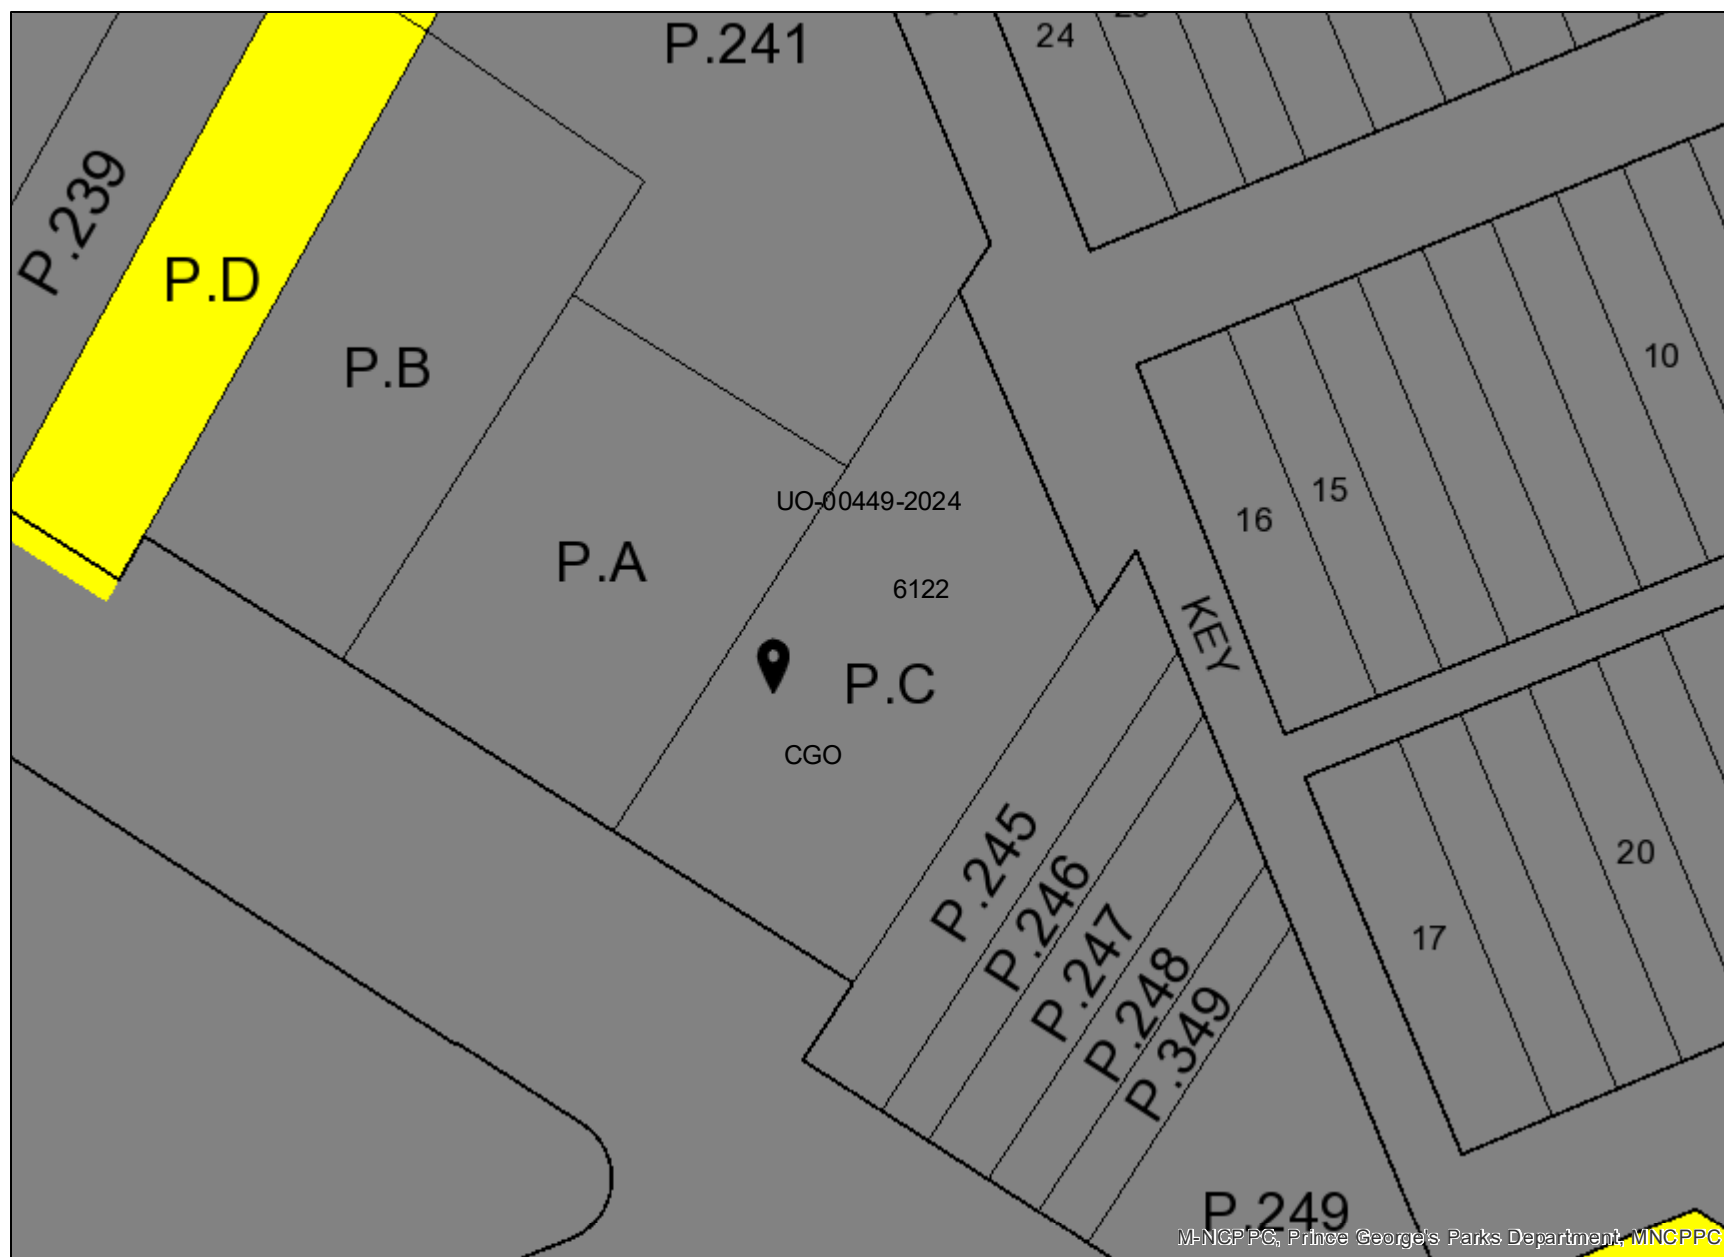 P.241
24
P.239
P.D
P.B
10
15
16
UO-00449-2024
P.A
6122
KEY
P.C
CGO
P.245
P.246
P.247
P.248
P.349
20
17
P.249
M-NCPPC, Prince George's Parks Department, MNCPPC